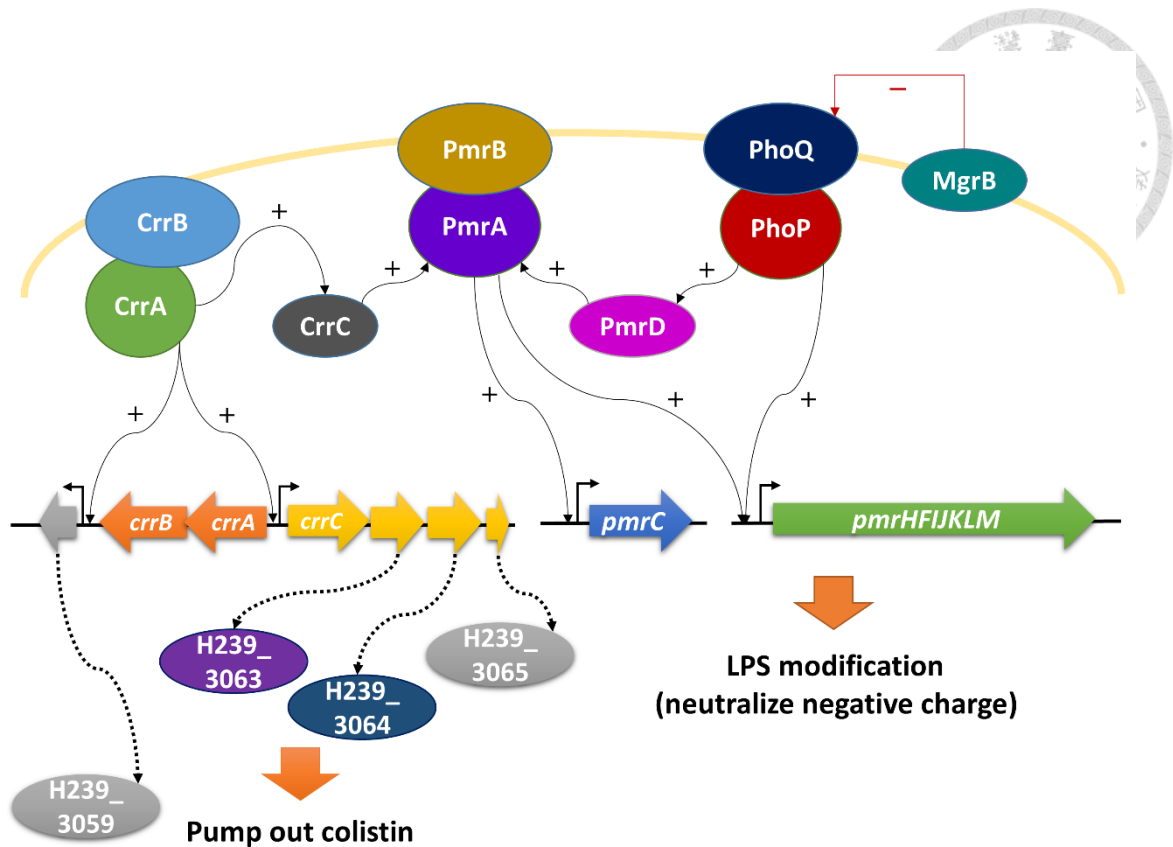 −
PmrB
PhoQ
MgrB
CrrB
+
PmrA
PhoP
CrrA
+
+
+
CrrC
PmrD
+
+
+
+
+
crrB
crrA
crrC
pmrC
pmrHFIJKLM
H239_
3063
H239_
3065
H239_
3064
LPS modification
(neutralize negative charge)
H239_
3059
Pump out colistin